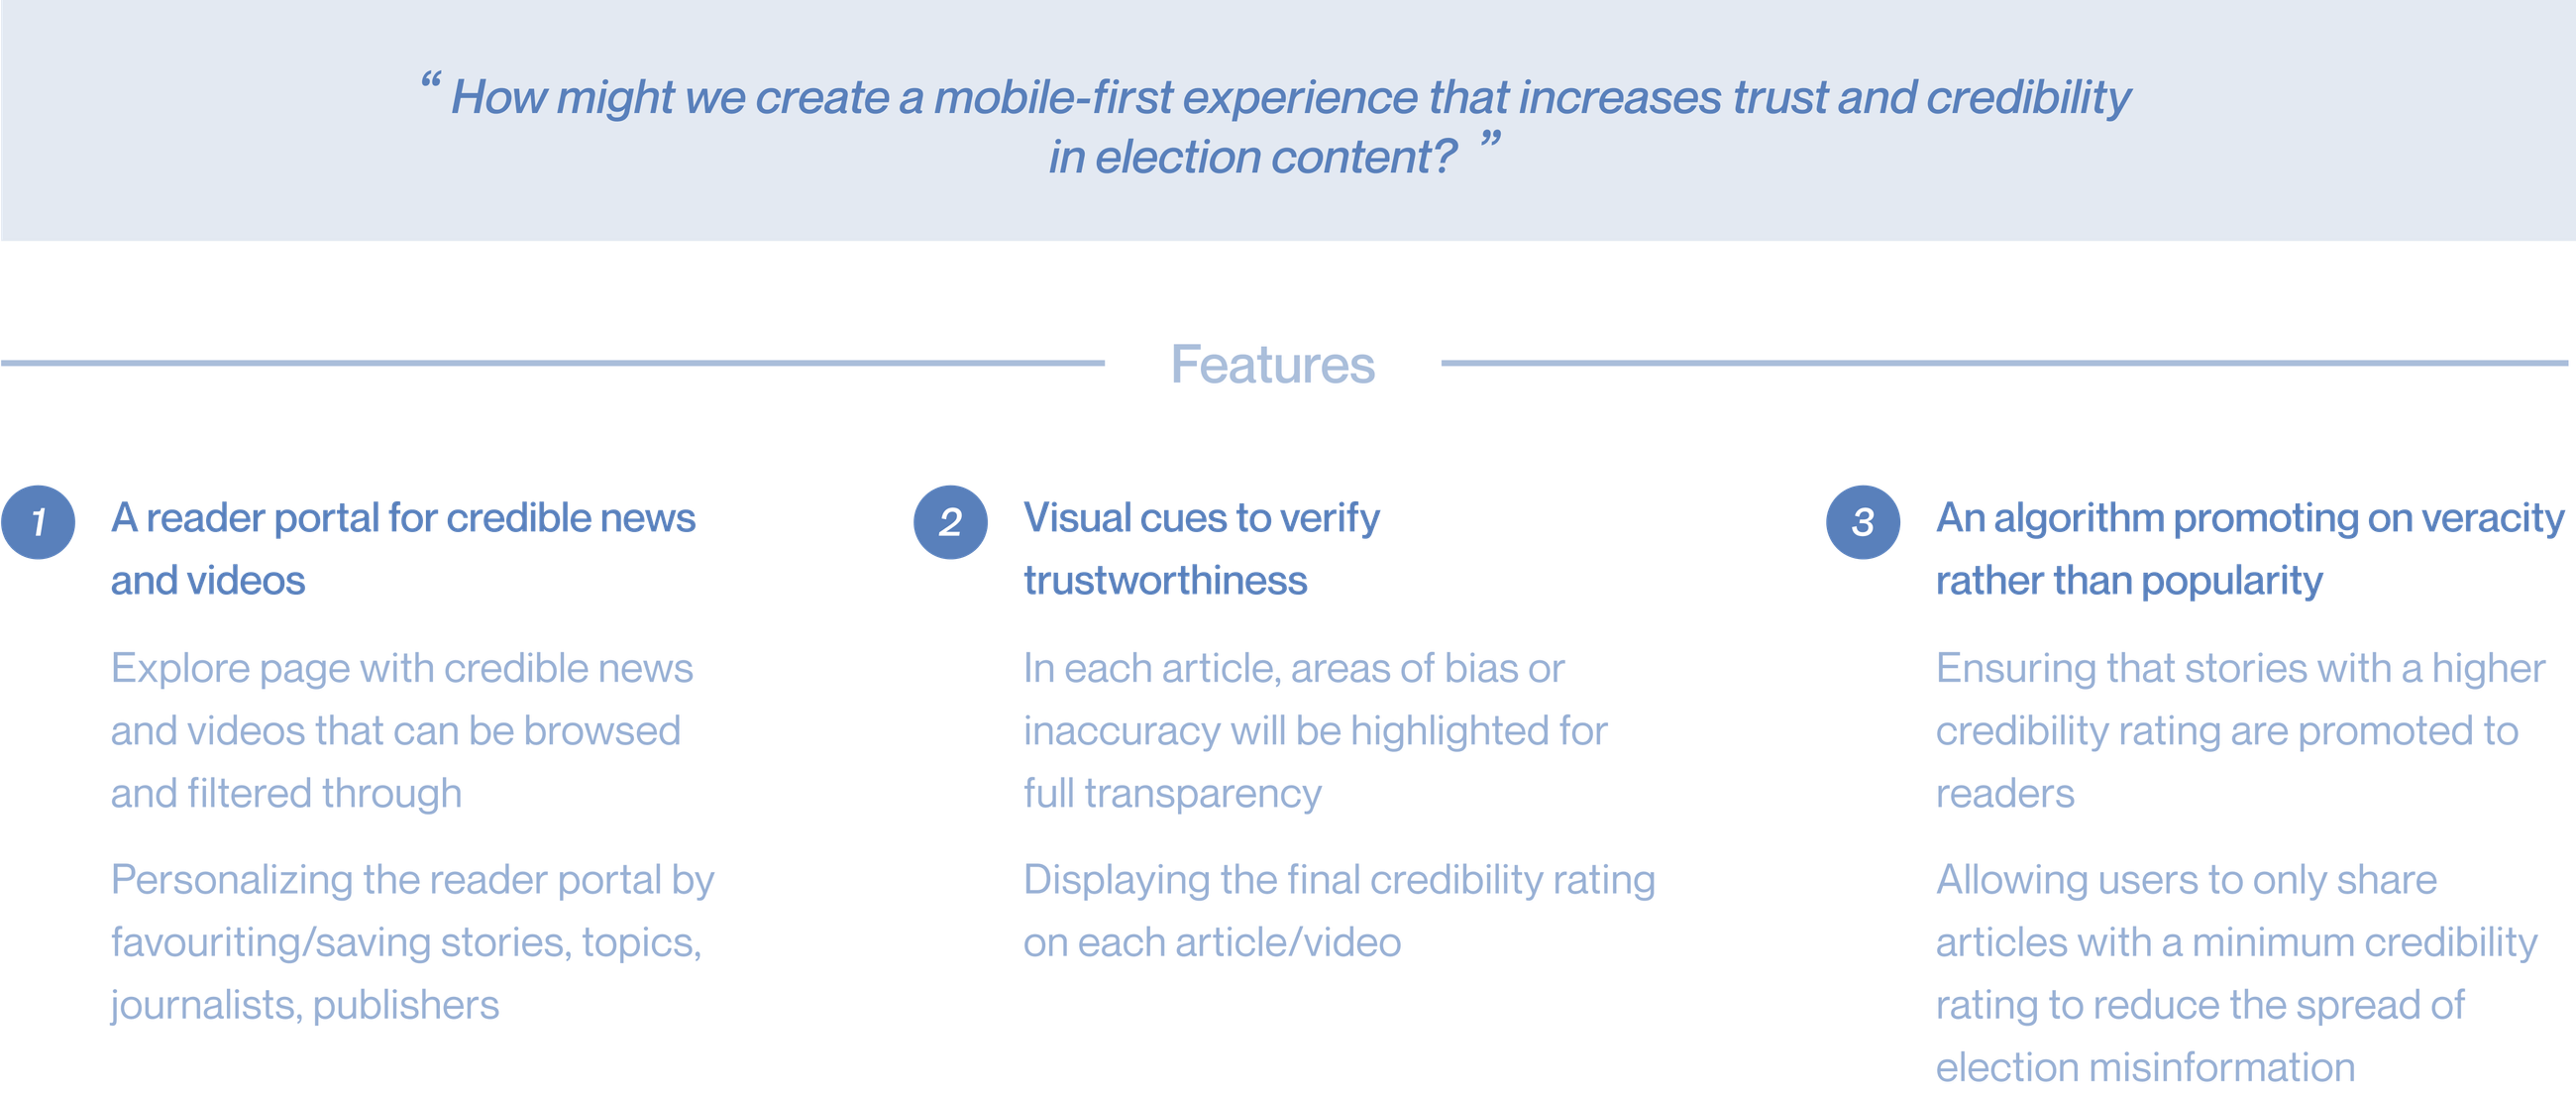 “ How might we create a mobile-first experience that increases trust and credibility
in election content? ”
Features
1
A reader portal for credible news
and videos
Explore page with credible news
and videos that can be browsed
and filtered through
Personalizing the reader portal by
favouriting/saving stories, topics,
journalists, publishers
2
Visual cues to verify
trustworthiness
In each article, areas of bias or
inaccuracy will be highlighted for
full transparency
Displaying the final credibility rating
on each article/video
3
An algorithm promoting on veracity
rather than popularity
Ensuring that stories with a higher
credibility rating are promoted to
readers
Allowing users to only share
articles with a minimum credibility
rating to reduce the spread of
election misinformation